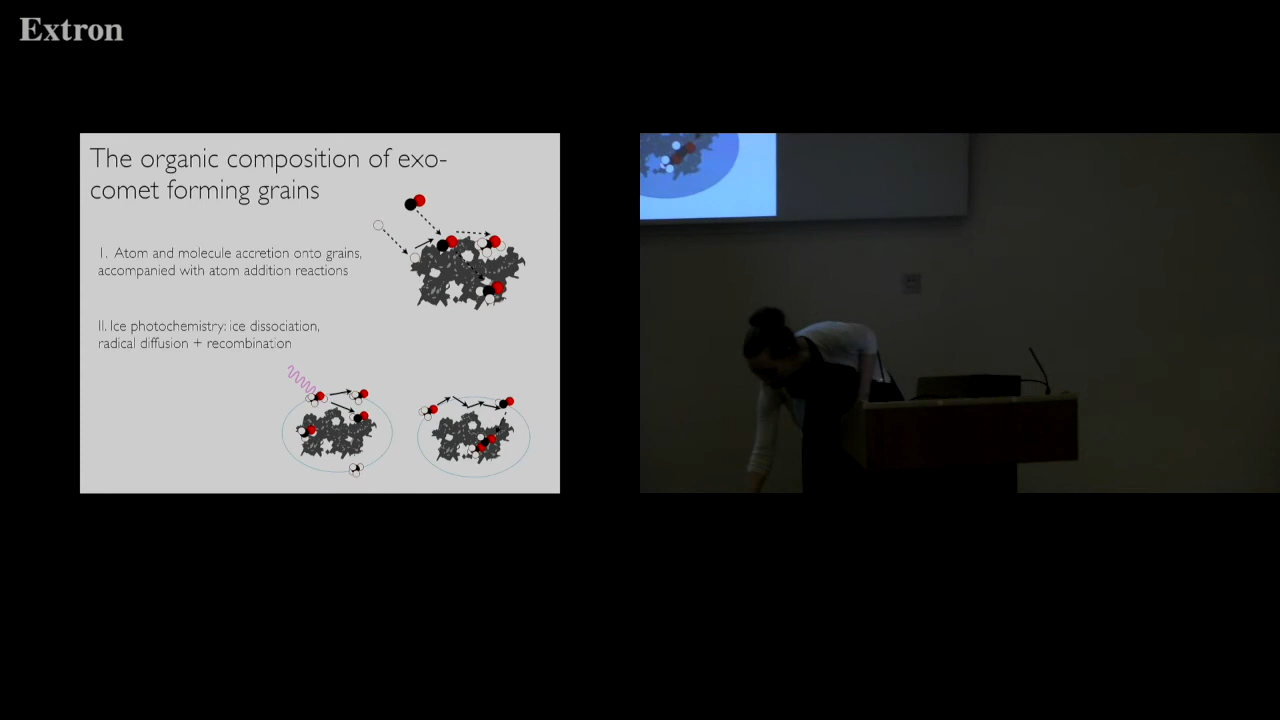 Extron
The organic composition of exo-
comet forming grains
I. Atom and molecule accretion onto grains,
accompanied with atom addition reactions
II. Ice photochemistry: ice dissociation,
radical diffusion + recombination